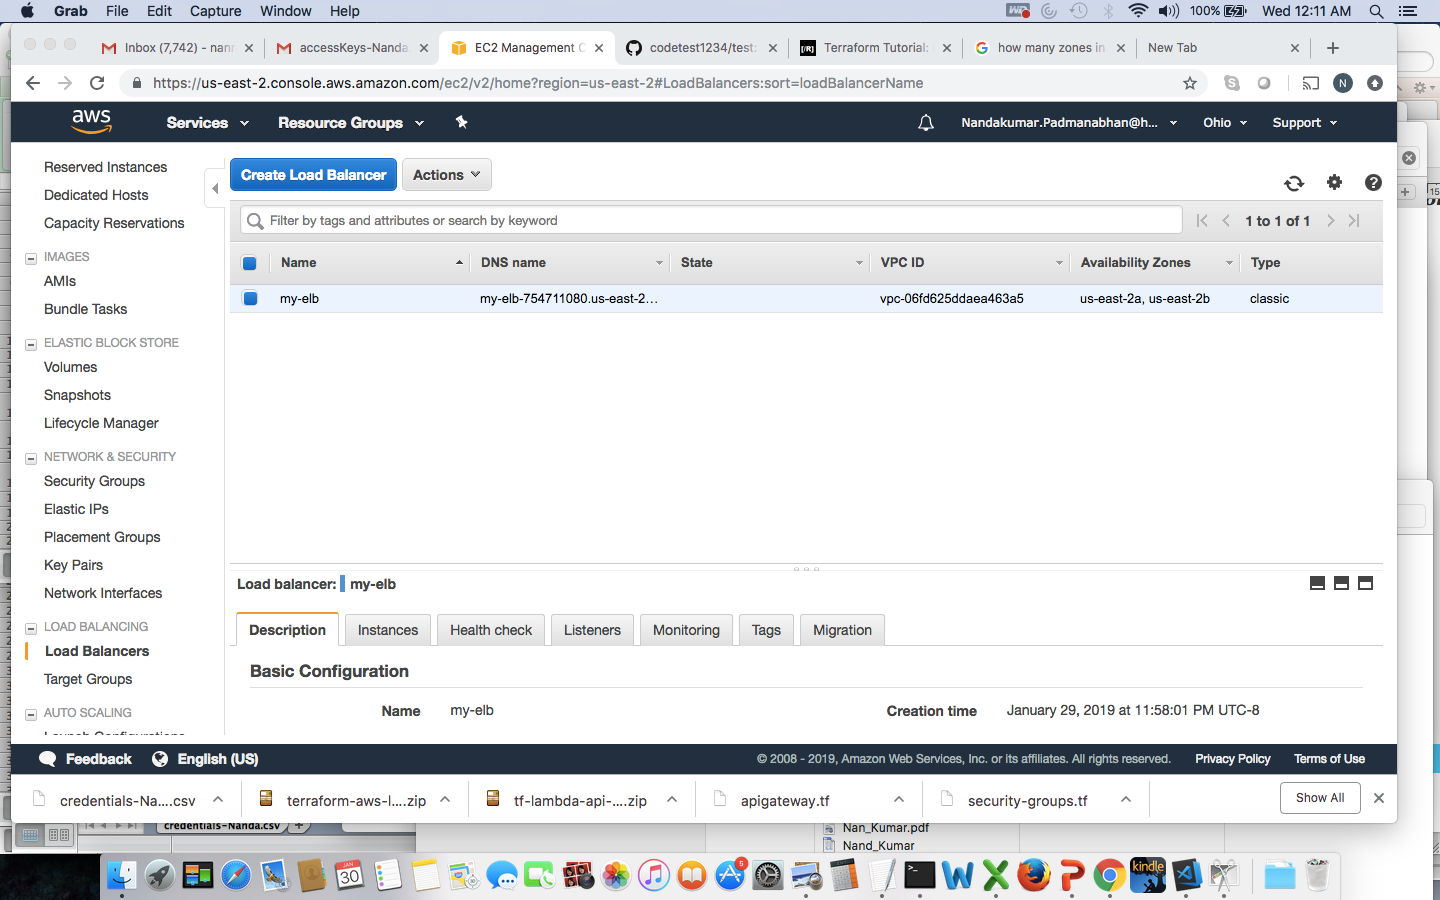 Grab File Edit Capture Window Help 100% Wed 12:11 AM
Inbox (7,742) - nanr accessKeys-Nanda. EC2 Management C codetest1234/test: [/R] Terraform Tutorial: how many zones in New Tab
https://us-east-2.console.aws.amazon.com/ec2/v2/home?region=us-east-2#LoadBalancers:sort=loadBalancerName N
aws Services Resource Groups Nandakumar.Padmanabhan@h... Ohio Support
Reserved Instances
Dedicated Hosts
Capacity Reservations
IMAGES
AMIs
Bundle Tasks
ELASTIC BLOCK STORE
Volumes
Snapshots
Lifecycle Manager
NETWORK & SECURITY
Security Groups
Elastic IPs
Placement Groups
Key Pairs
Network Interfaces
LOAD BALANCING
Load Balancers
Target Groups
AUTO SCALING
Create Load Balancer Actions
Filter by tags and attributes or search by keyword 1 to 1 of 1
Name DNS name State VPC ID Availability Zones Type
my-elb my-elb-754711080.us-east-2... vpc-06fd625ddaea463a5 us-east-2a, us-east-2b classic
Load balancer: my-elb
Description Instances Health check Listeners Monitoring Tags Migration
Basic Configuration
Name my-elb Creation time January 29, 2019 at 11:58:01 PM UTC-8
Feedback English (US) © 2008 - 2019, Amazon Web Services, Inc. or its affiliates. All rights reserved. Privacy Policy Terms of Use
credentials-Na....csv terraform-aws-l....zip tf-lambda-api-....zip apigateway.tf security-groups.tf Show All
credentials-Nanda.csv
Nan_Kumar.pdf
Nand_Kumar
JAN 30
5
kindle